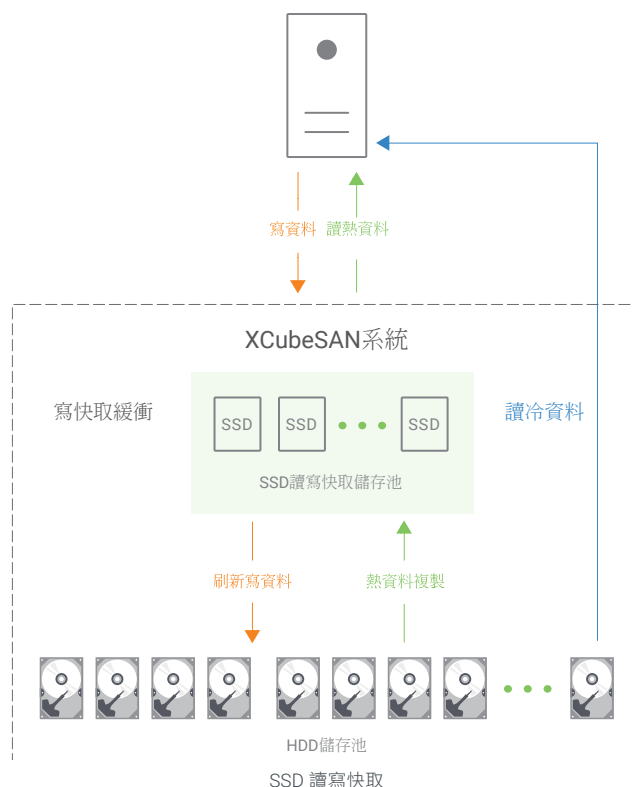 寫資料 讀熱資料
XCubeSAN系統
寫快取緩衝
讀冷資料
SSD SSD SSD
SSD讀寫快取儲存池
刷新寫資料 熱資料複製
HDD儲存池
SSD 讀寫快取